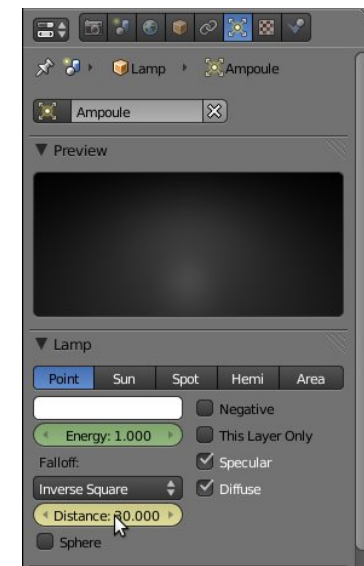 Lamp Ampoule
Ampoule
Preview
Lamp
Point Sun Spot Hemi Area
Negative
Energy: 1.000 This Layer Only
Falloff: Specular
Inverse Square Diffuse
Distance: 30.000
Sphere